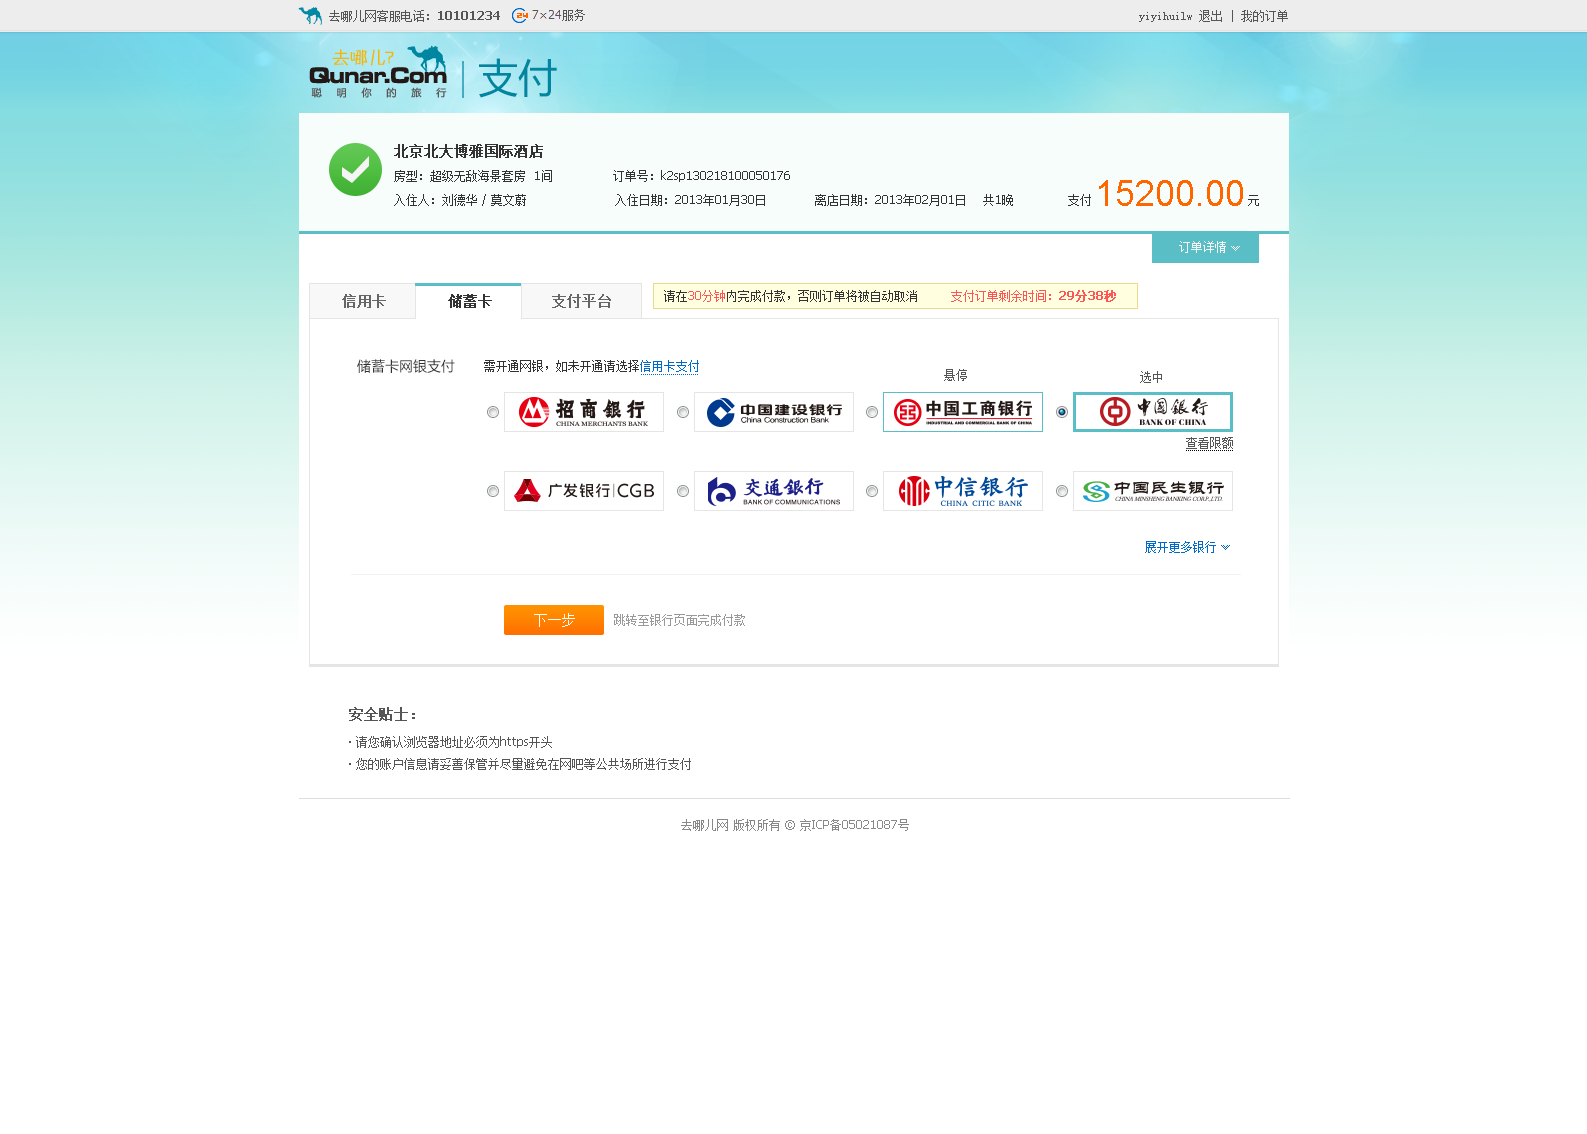 去哪儿网客服电话：10101234 24 7×24服务 yiyihuilw 退出 | 我的订单
去哪儿?
Qunar.Com | 支付
聪明你的旅行
北京北大博雅国际酒店
房型：超级无敌海景套房 1间 订单号：k2sp130218100050176
入住人：刘德华 / 莫文蔚 入住日期：2013年01月30日 离店日期：2013年02月01日 共1晚 支付 15200.00 元
订单详情
信用卡 储蓄卡 支付平台 请在30分钟内完成付款，否则订单将被自动取消 支付订单剩余时间：29分38秒
储蓄卡网银支付 需开通网银，如未开通请选择信用卡支付
悬停 选中
招商银行 中国建设银行 中国工商银行 中国银行
CHINA MERCHANTS BANK China Construction Bank INDUSTRIAL AND COMMERCIAL BANK OF CHINA BANK OF CHINA
查看限额
广发银行|CGB 交通银行 中信银行 中国民生银行
BANK OF COMMUNICATIONS CHINA CITIC BANK CHINA MINSHENG BANKING CORP.,LTD.
展开更多银行
下一步 跳转至银行页面完成付款
安全贴士：
· 请您确认浏览器地址必须为https开头
· 您的账户信息请妥善保管并尽量避免在网吧等公共场所进行支付
去哪儿网 版权所有 © 京ICP备05021087号